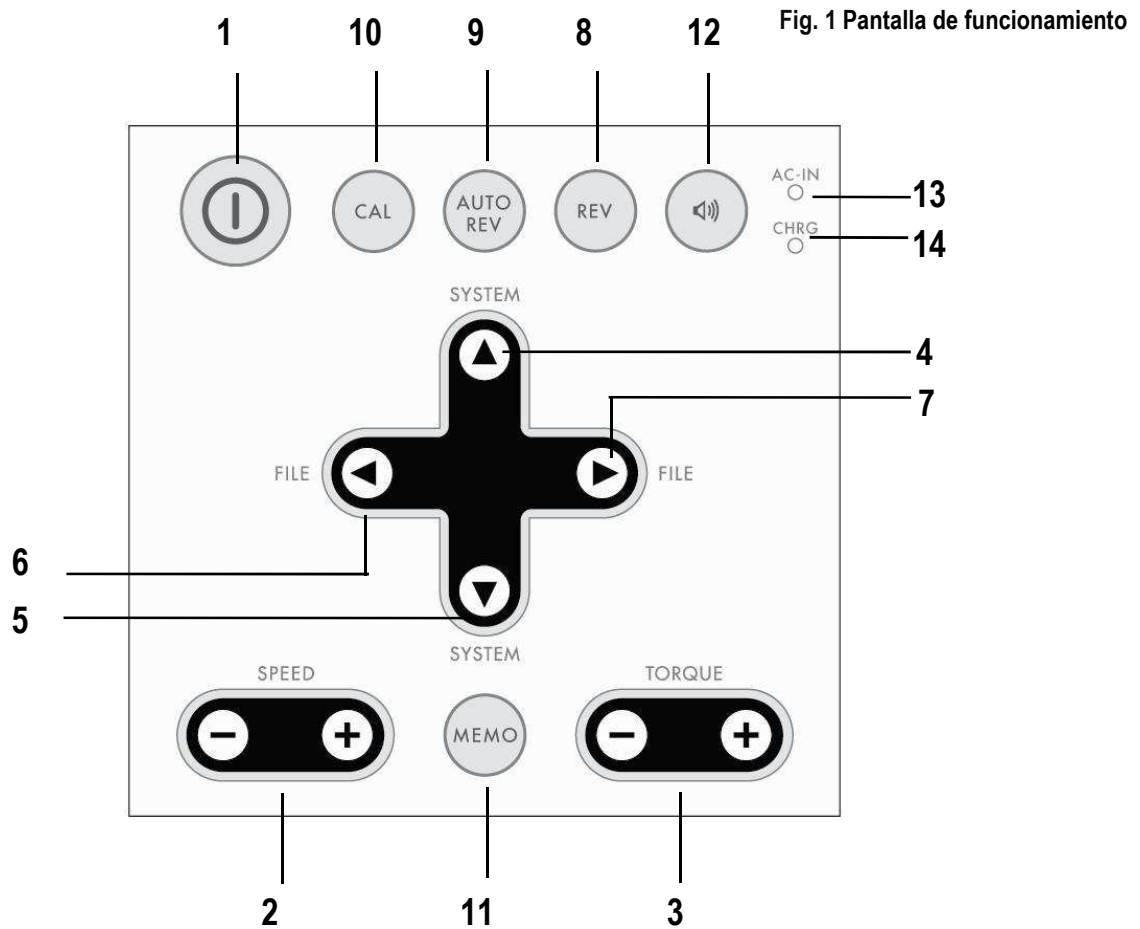 Fig. 1 Pantalla de funcionamiento
1 10 9 8 12
CAL AUTO REV REV AC-IN
13
CHRG
14
SYSTEM
4
7
FILE FILE
6
5
SYSTEM
SPEED TORQUE
MEMO
2 11 3